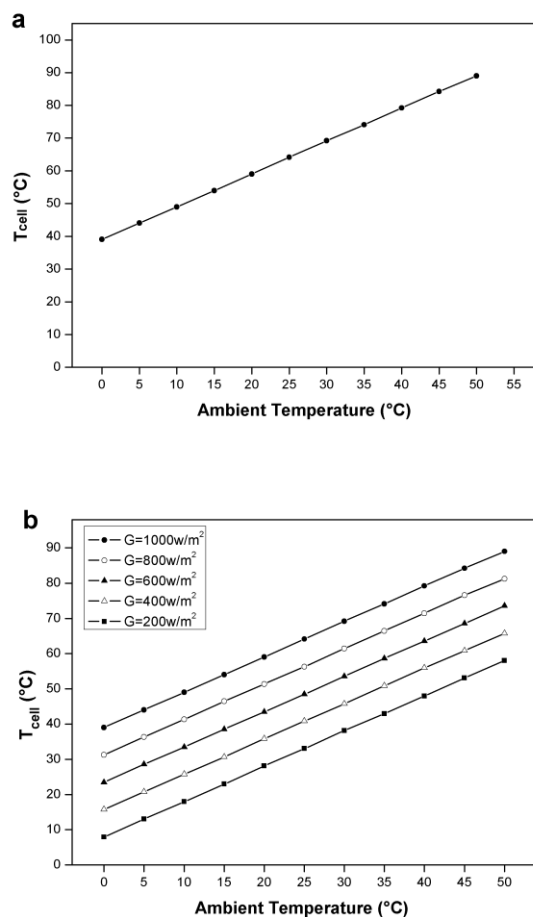 a
100
90
80
70
60
50
40
30
20
10
0
T_cell (°C)
0 5 10 15 20 25 30 35 40 45 50 55
Ambient Temperature (°C)
b
G=1000w/m²
G=800w/m²
G=600w/m²
G=400w/m²
G=200w/m²
90
80
70
60
50
40
30
20
10
0
T_cell (°C)
0 5 10 15 20 25 30 35 40 45 50
Ambient Temperature (°C)